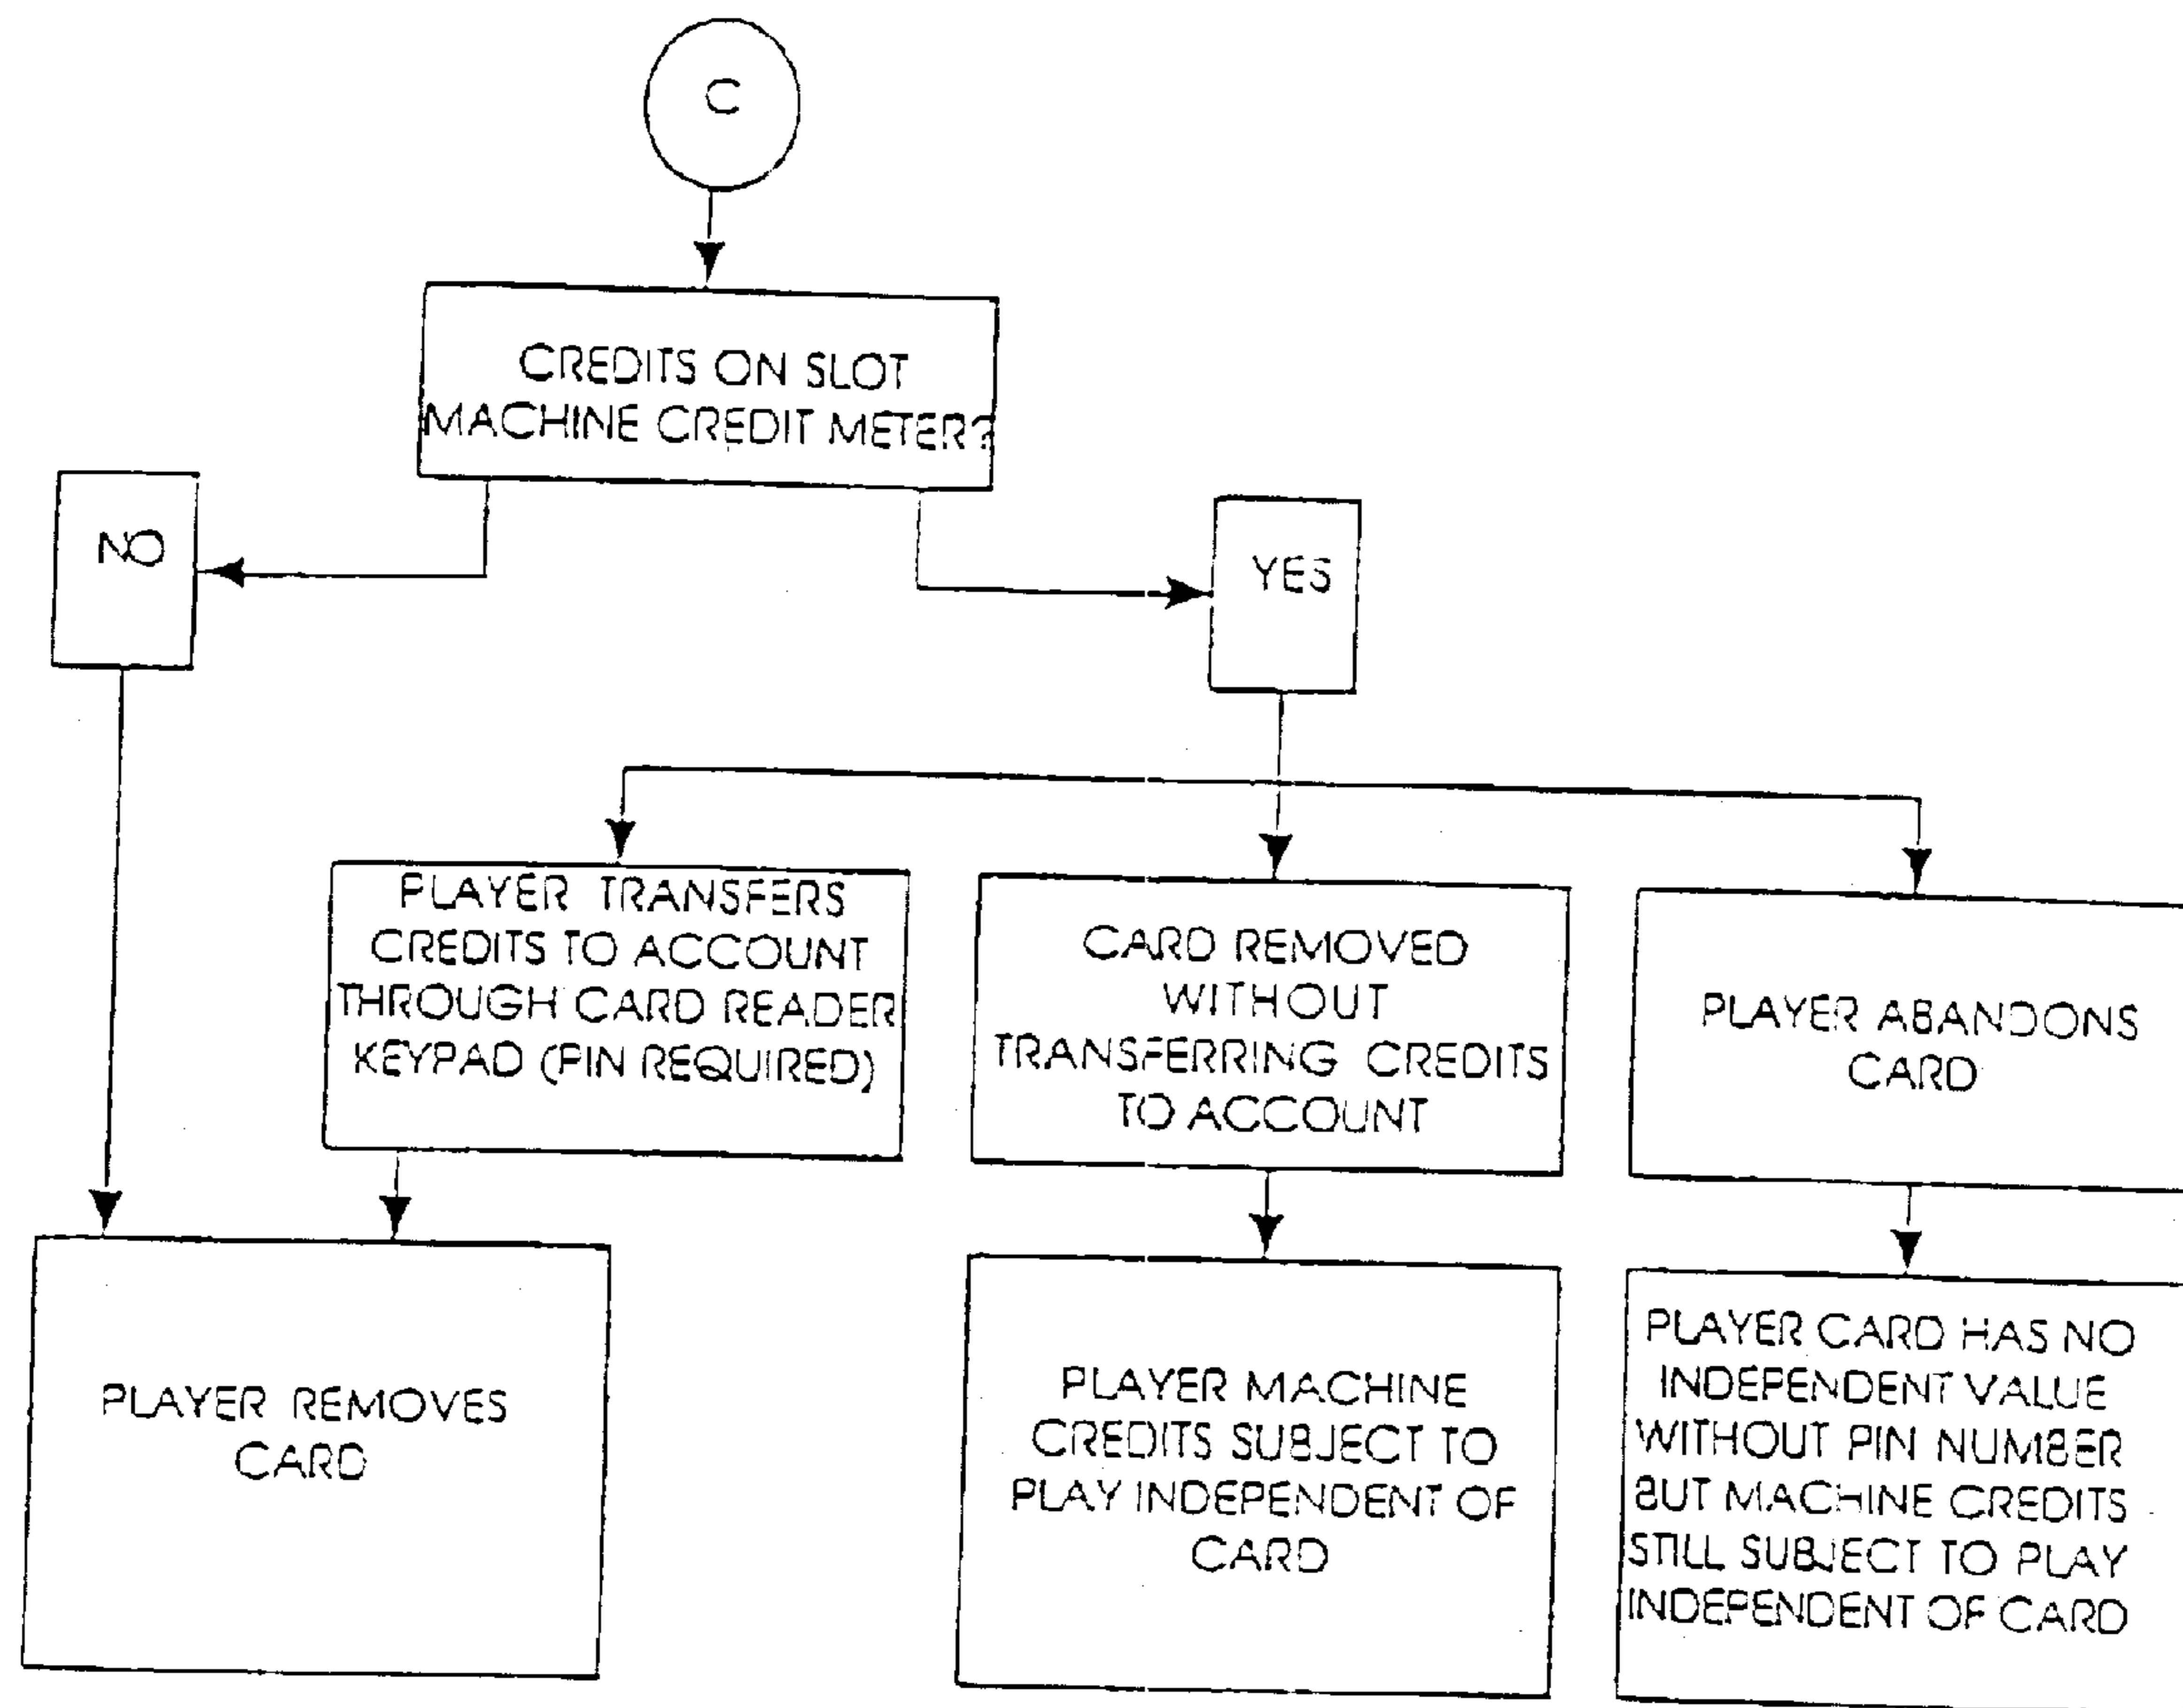 C
CREDITS ON SLOT
MACHINE CREDIT METER?
NO
YES
PLAYER TRANSFERS
CREDITS TO ACCOUNT
THROUGH CARD READER
KEYPAD (PIN REQUIRED)
CARD REMOVED
WITHOUT
TRANSFERRING CREDITS
TO ACCOUNT
PLAYER ABANDONS
CARD
PLAYER REMOVES
CARD
PLAYER MACHINE
CREDITS SUBJECT TO
PLAY INDEPENDENT OF
CARD
PLAYER CARD HAS NO
INDEPENDENT VALUE
WITHOUT PIN NUMBER
BUT MACHINE CREDITS
STILL SUBJECT TO PLAY
INDEPENDENT OF CARD